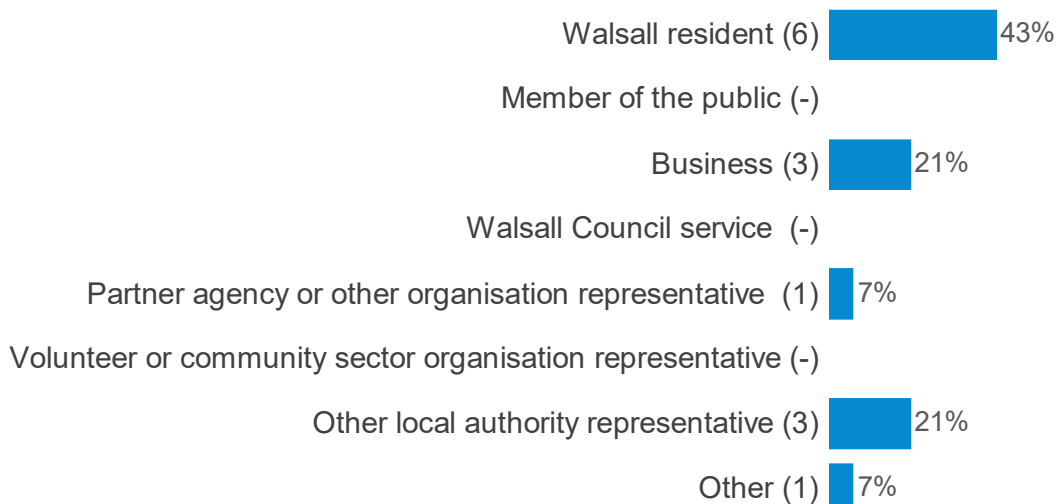 Walsall resident (6) 43%
Member of the public (-)
Business (3) 21%
Walsall Council service  (-)
Partner agency or other organisation representative  (1) 7%
Volunteer or community sector organisation representative (-)
Other local authority representative (3) 21%
Other (1) 7%